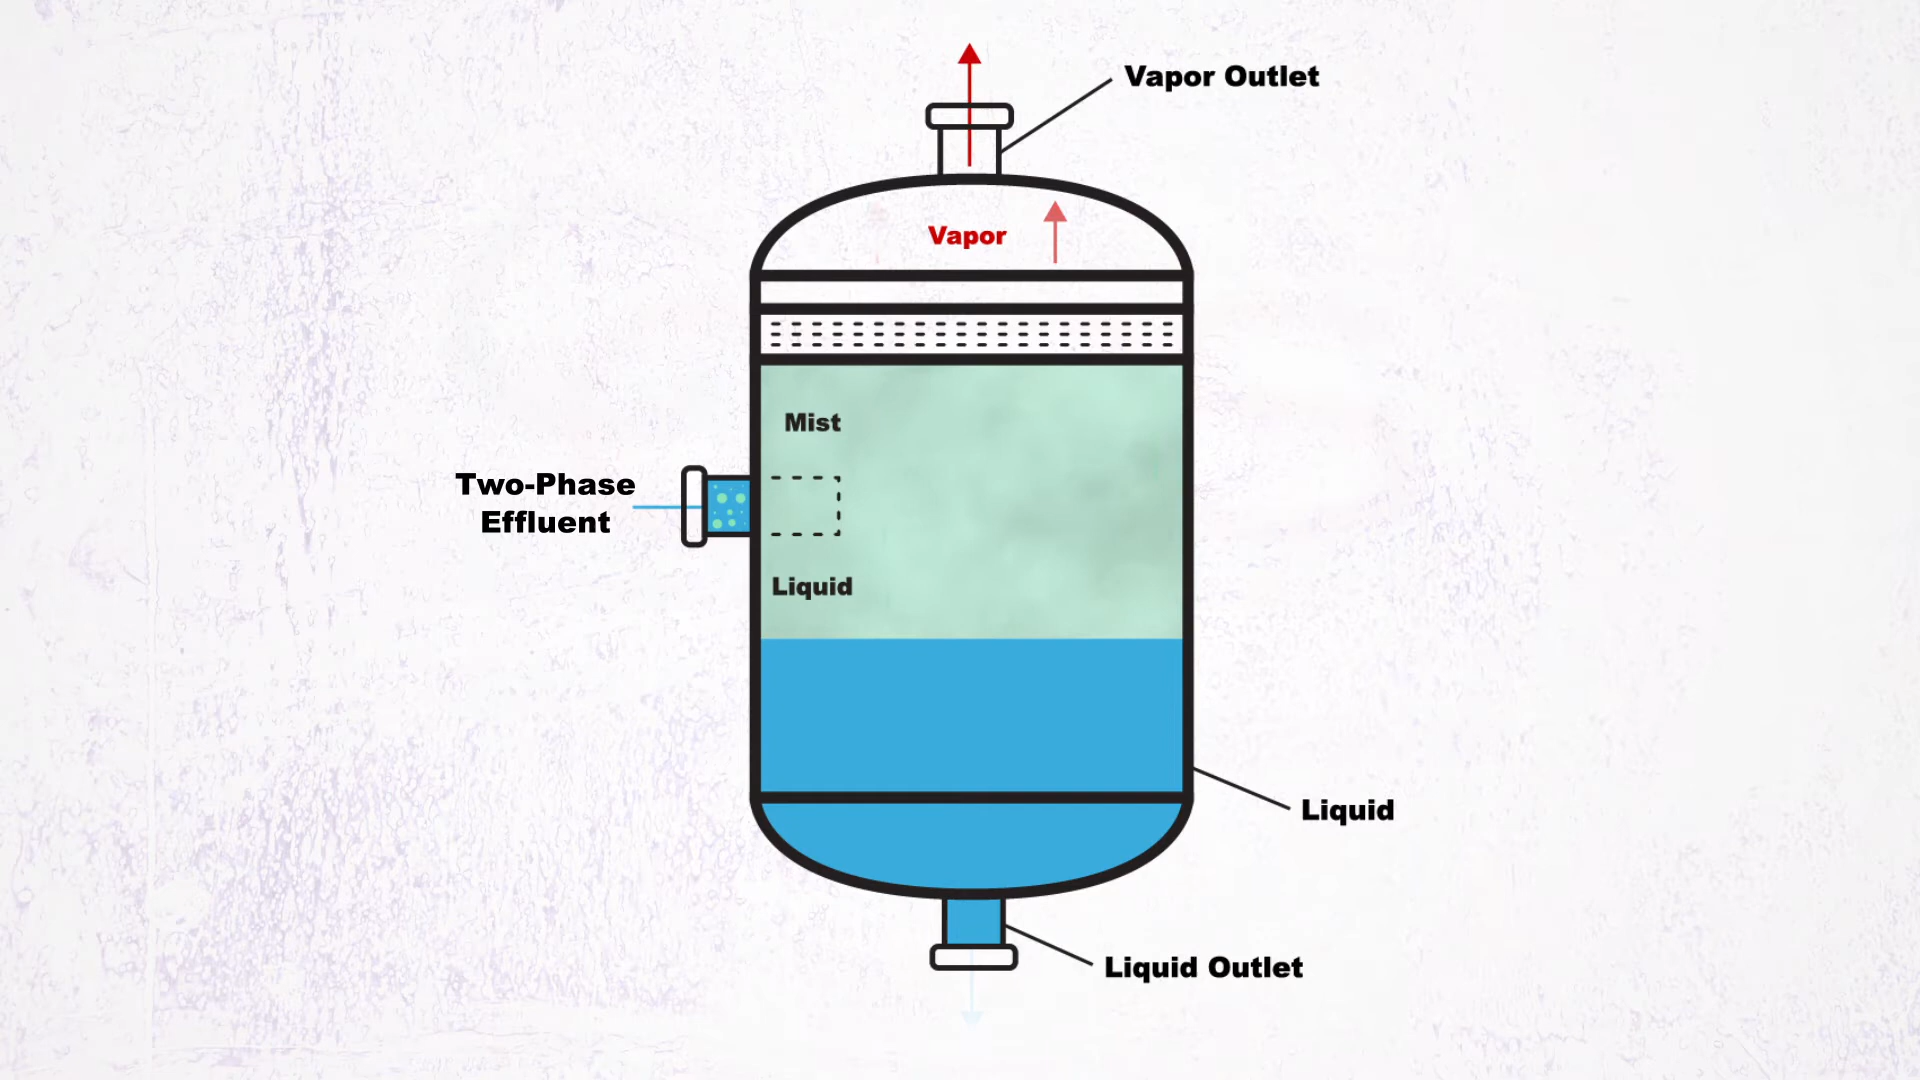 Vapor Outlet
Vapor
Mist
Two-Phase
Effluent
Liquid
Liquid
Liquid Outlet